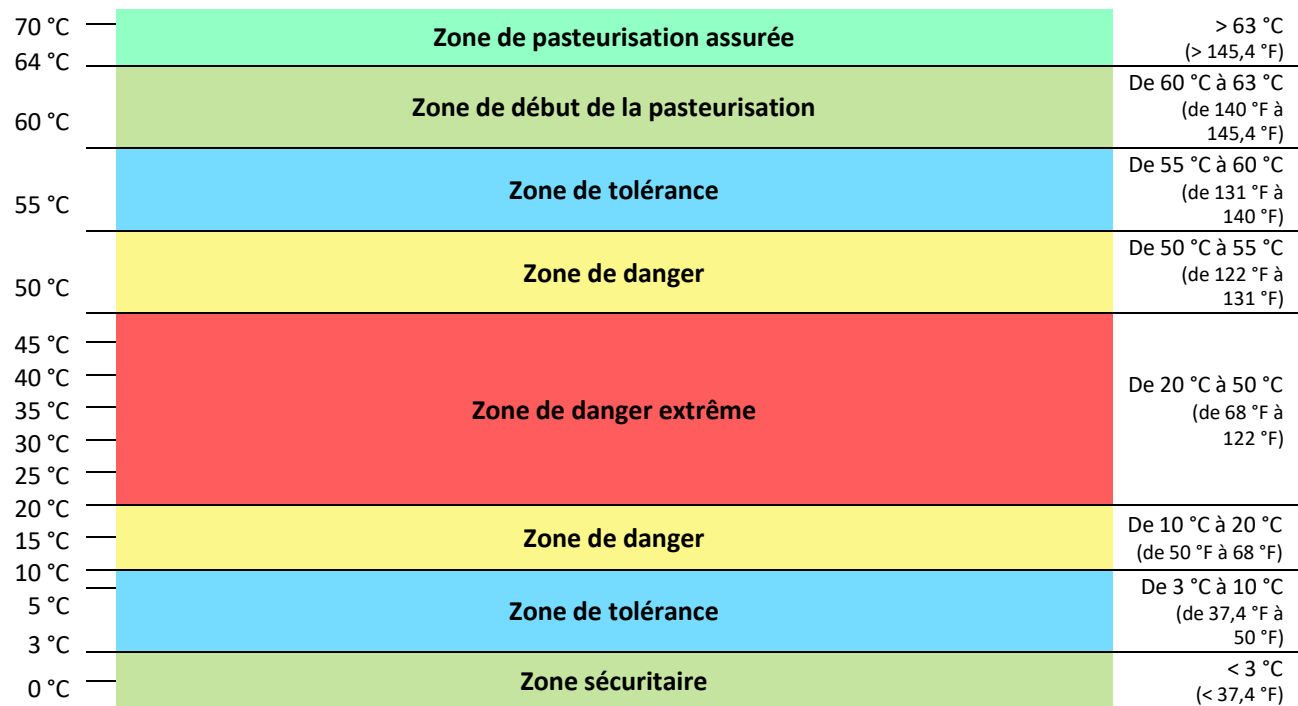 70 °C
Zone de pasteurisation assurée
> 63 °C
(> 145,4 °F)
64 °C
Zone de début de la pasteurisation
De 60 °C à 63 °C
(de 140 °F à
145,4 °F)
60 °C
Zone de tolérance
De 55 °C à 60 °C
(de 131 °F à
140 °F)
55 °C
Zone de danger
De 50 °C à 55 °C
(de 122 °F à
131 °F)
50 °C
45 °C
40 °C
35 °C
30 °C
25 °C
Zone de danger extrême
De 20 °C à 50 °C
(de 68 °F à
122 °F)
20 °C
15 °C
Zone de danger
De 10 °C à 20 °C
(de 50 °F à 68 °F)
10 °C
5 °C
Zone de tolérance
De 3 °C à 10 °C
(de 37,4 °F à
50 °F)
3 °C
0 °C
Zone sécuritaire
< 3 °C
(< 37,4 °F)